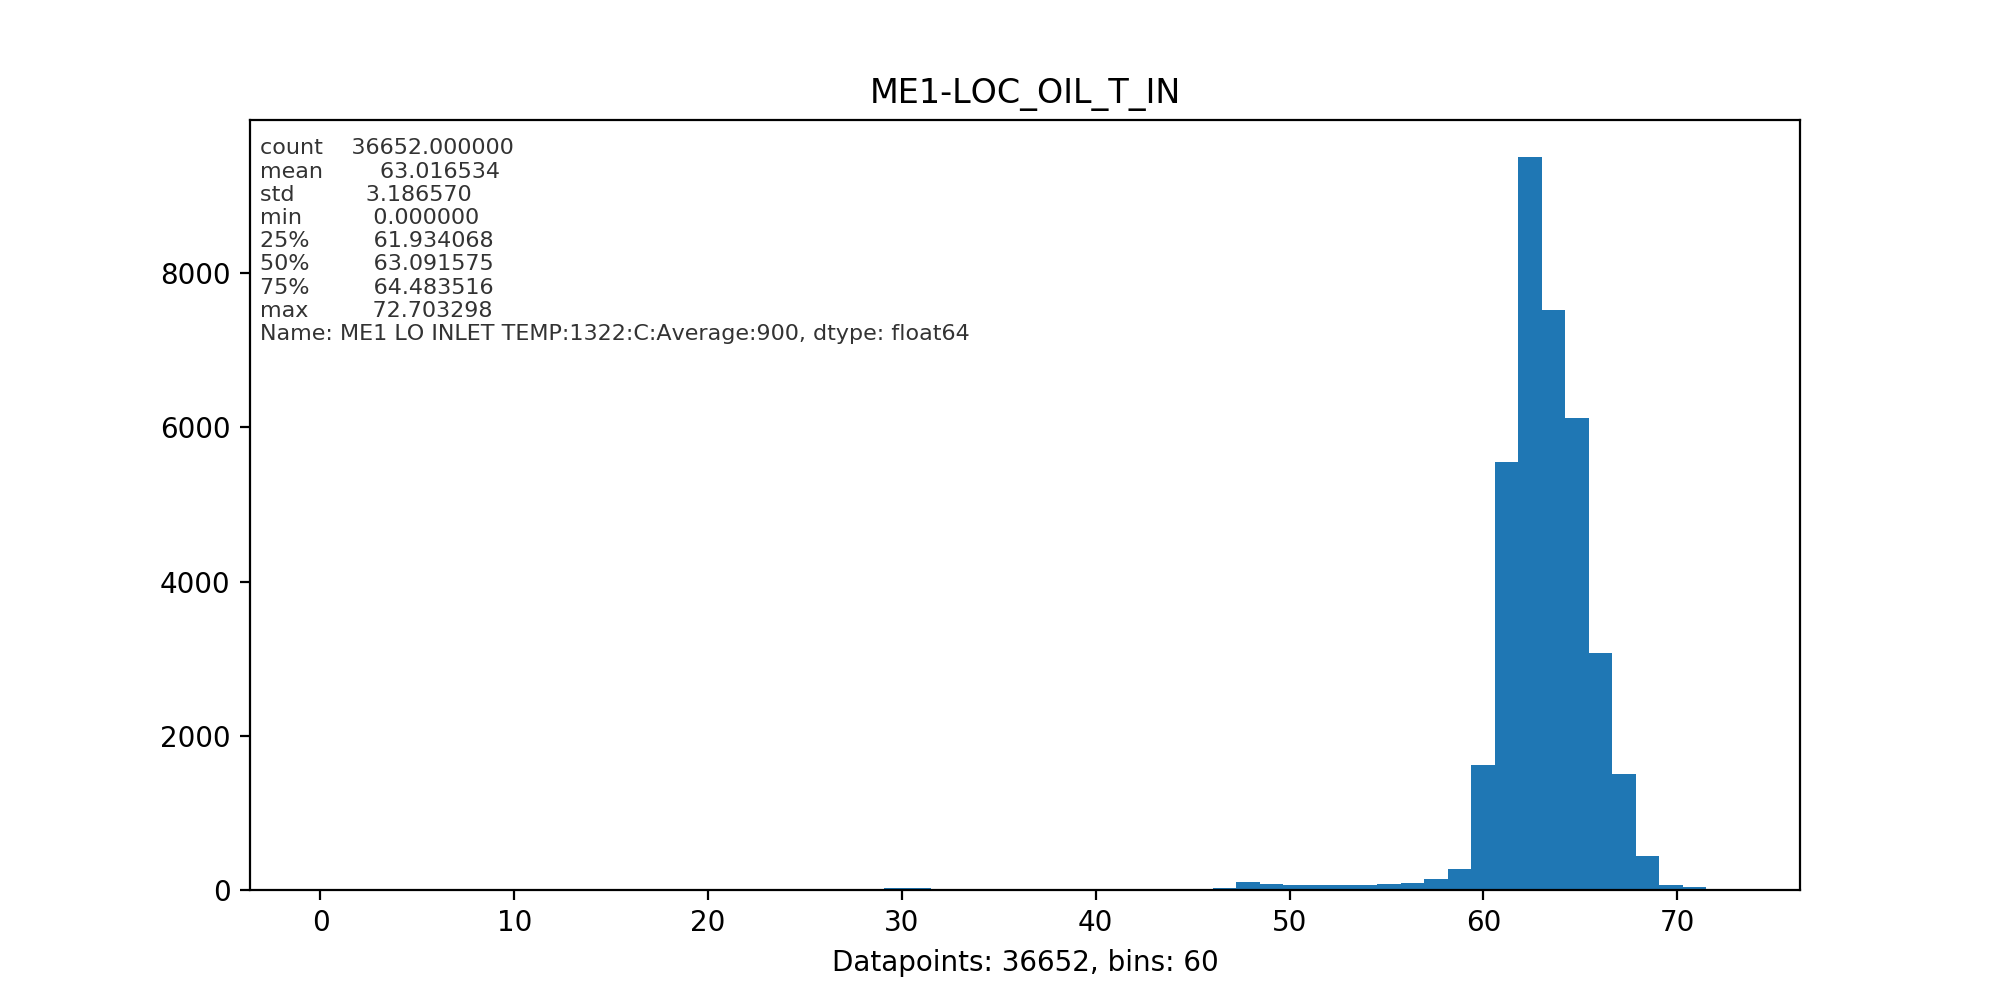 ME1-LOC_OIL_T_IN
count 36652.000000
mean 63.016534
std 3.186570
min 0.000000
25% 61.934068
50% 63.091575
75% 64.483516
max 72.703298
Name: ME1 LO INLET TEMP:1322:C:Average:900, dtype: float64
8000
6000
4000
2000
0
0 10 20 30 40 50 60 70
Datapoints: 36652, bins: 60